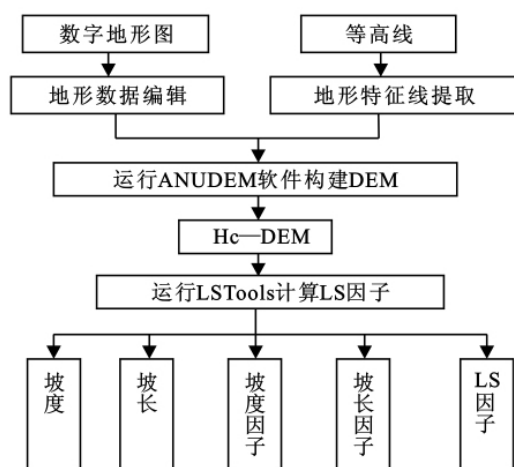 数字地形图
等高线
地形数据编辑
地形特征线提取
运行ANUDEM软件构建DEM
Hc—DEM
运行LSTools计算LS因子
坡度
坡长
坡度因子
坡长因子
LS因子